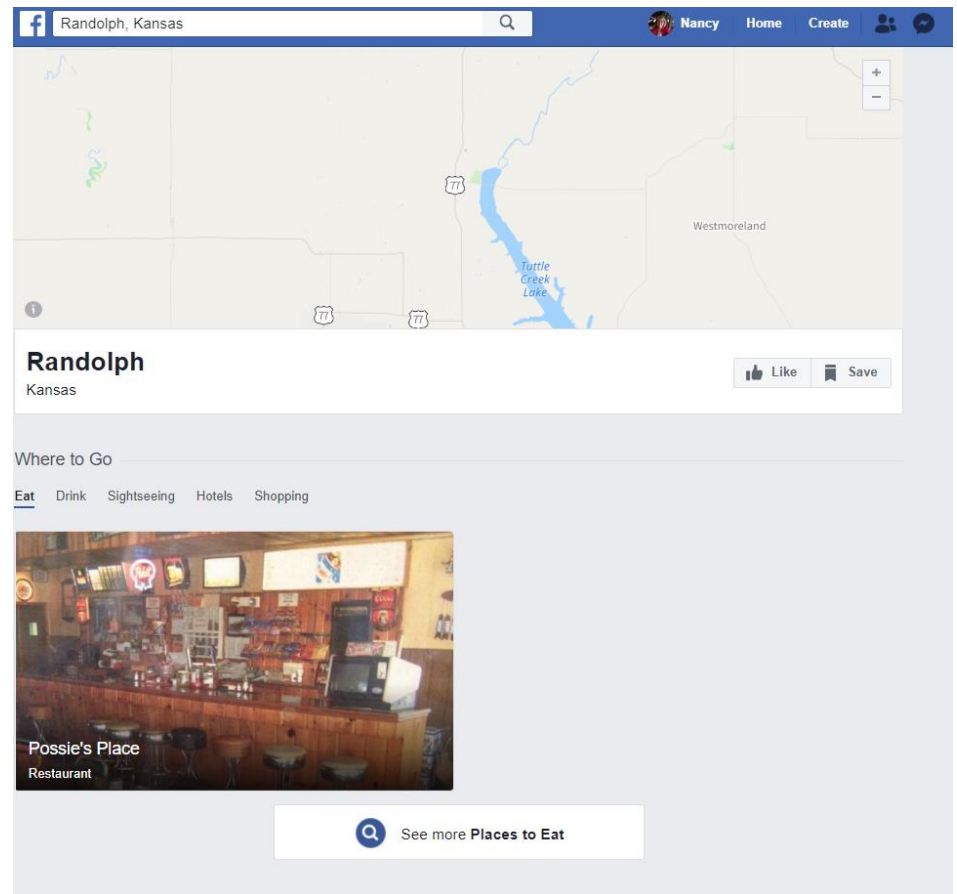 f Randolph, Kansas Nancy Home Create
+
−
77
Westmoreland
Tuttle
Creek
Lake
77
77
Randolph
Kansas
Like Save
Where to Go
Eat Drink Sightseeing Hotels Shopping
Possie's Place
Restaurant
See more Places to Eat